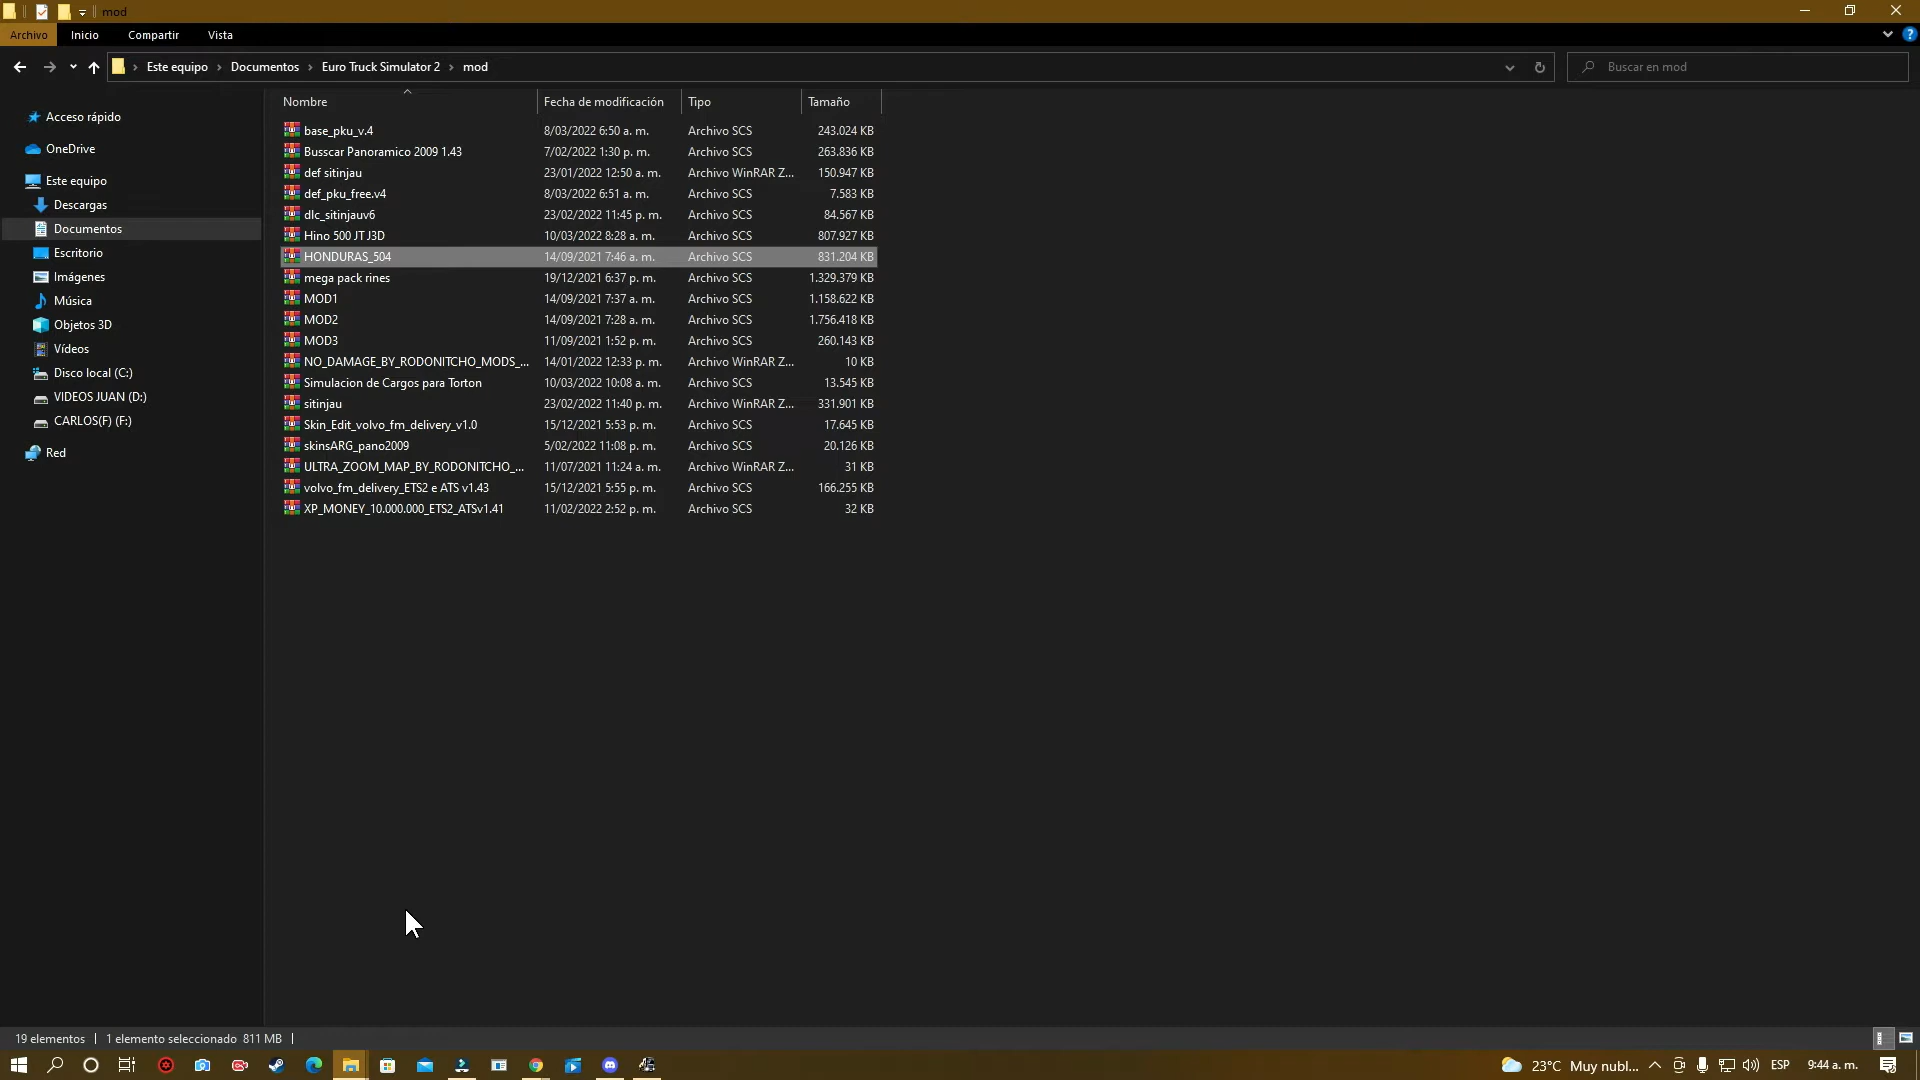 mod
Archivo Inicio Compartir Vista
Este equipo › Documentos › Euro Truck Simulator 2 › mod
Buscar en mod
Nombre Fecha de modificación Tipo Tamaño
Acceso rápido
OneDrive
Este equipo
Descargas
Documentos
Escritorio
Imágenes
Música
Objetos 3D
Vídeos
Disco local (C:)
VIDEOS JUAN (D:)
CARLOS(F) (F:)
Red
base_pku_v.4 8/03/2022 6:50 a. m. Archivo SCS 243.024 KB
Busscar Panoramico 2009 1.43 7/02/2022 1:30 p. m. Archivo SCS 263.836 KB
def sitinjau 23/01/2022 12:50 a. m. Archivo WinRAR Z... 150.947 KB
def_pku_free.v4 8/03/2022 6:51 a. m. Archivo SCS 7.583 KB
dlc_sitinjauv6 23/02/2022 11:45 p. m. Archivo SCS 84.567 KB
Hino 500 JT J3D 10/03/2022 8:28 a. m. Archivo SCS 807.927 KB
HONDURAS_504 14/09/2021 7:46 a. m. Archivo SCS 831.204 KB
mega pack rines 19/12/2021 6:37 p. m. Archivo SCS 1.329.379 KB
MOD1 14/09/2021 7:37 a. m. Archivo SCS 1.158.622 KB
MOD2 14/09/2021 7:28 a. m. Archivo SCS 1.756.418 KB
MOD3 11/09/2021 1:52 p. m. Archivo SCS 260.143 KB
NO_DAMAGE_BY_RODONITCHO_MODS_... 14/01/2022 12:33 p. m. Archivo WinRAR Z... 10 KB
Simulacion de Cargos para Torton 10/03/2022 10:08 a. m. Archivo SCS 13.545 KB
sitinjau 23/02/2022 11:40 p. m. Archivo WinRAR Z... 331.901 KB
Skin_Edit_volvo_fm_delivery_v1.0 15/12/2021 5:53 p. m. Archivo SCS 17.645 KB
skinsARG_pano2009 5/02/2022 11:08 p. m. Archivo SCS 20.126 KB
ULTRA_ZOOM_MAP_BY_RODONITCHO_... 11/07/2021 11:24 a. m. Archivo WinRAR Z... 31 KB
volvo_fm_delivery_ETS2 e ATS v1.43 15/12/2021 5:55 p. m. Archivo SCS 166.255 KB
XP_MONEY_10.000.000_ETS2_ATSv1.41 11/02/2022 2:52 p. m. Archivo SCS 32 KB
19 elementos 1 elemento seleccionado 811 MB
23°C Muy nubl... ESP 9:44 a. m.